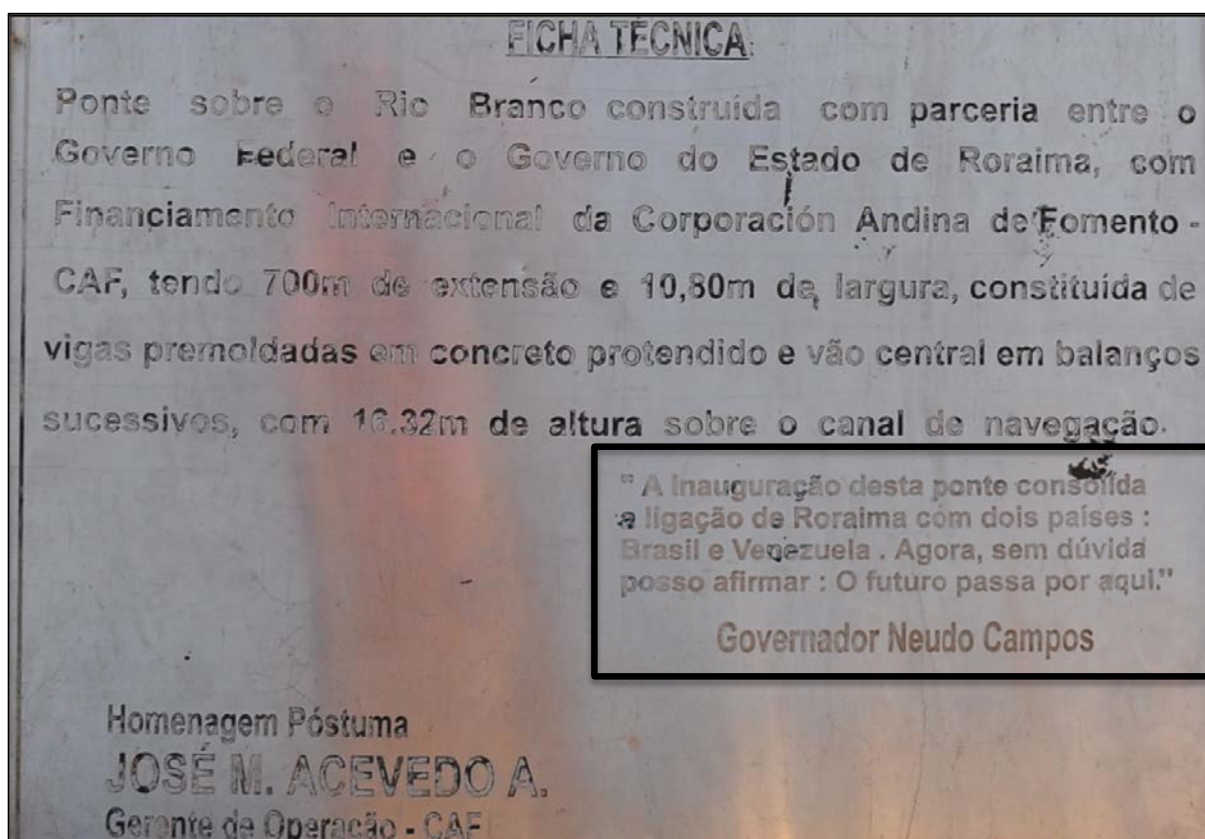 FICHA TÉCNICA:
Ponte sobre o Rio Branco construída com parceria entre o
Governo Federal e o Governo do Estado de Roraima, com
Financiamento Internacional da Corporación Andina de Fomento -
CAF, tendo 700m de extensão e 10,80m de largura, constituída de
vigas premoldadas em concreto protendido e vão central em balanços
sucessivos, com 16.32m de altura sobre o canal de navegação.
" A inauguração desta ponte consolida
a ligação de Roraima com dois países :
Brasil e Venezuela . Agora, sem dúvida
posso afirmar : O futuro passa por aqui."
Governador Neudo Campos
Homenagem Póstuma
JOSÉ M. ACEVEDO A.
Gerente de Operação - CAF